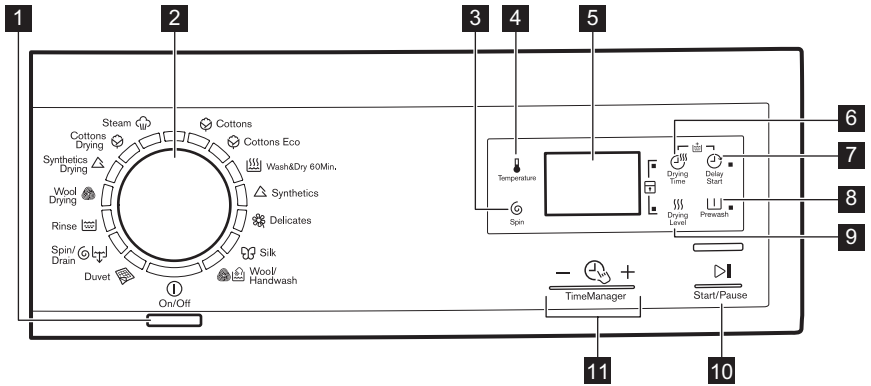 1
2
3
4
5
6
7
8
9
10
11
Steam
Cottons
Drying
Synthetics
Drying
Wool
Drying
Rinse
Spin/
Drain
Duvet
On/Off
Cottons
Cottons Eco
Wash&Dry 60Min.
Synthetics
Delicates
Silk
Wool/
Handwash
Temperature
Spin
Drying
Time
Delay
Start
Drying
Level
Prewash
TimeManager
Start/Pause